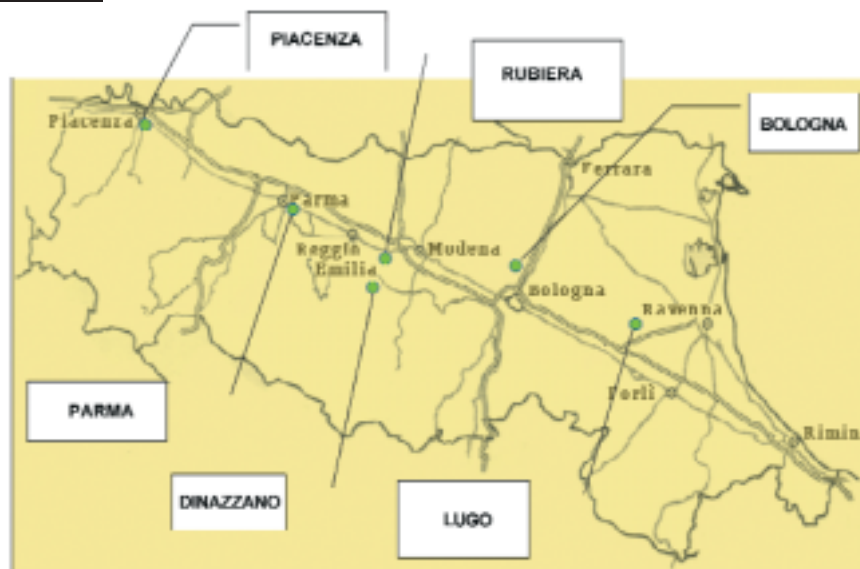 PIACENZA
RUBIERA
BOLOGNA
Piacenza
Ferrara
Parma
Reggio
Emilia
Modena
Bologna
Ravenna
PARMA
Forlì
Rimin
DINAZZANO
LUGO